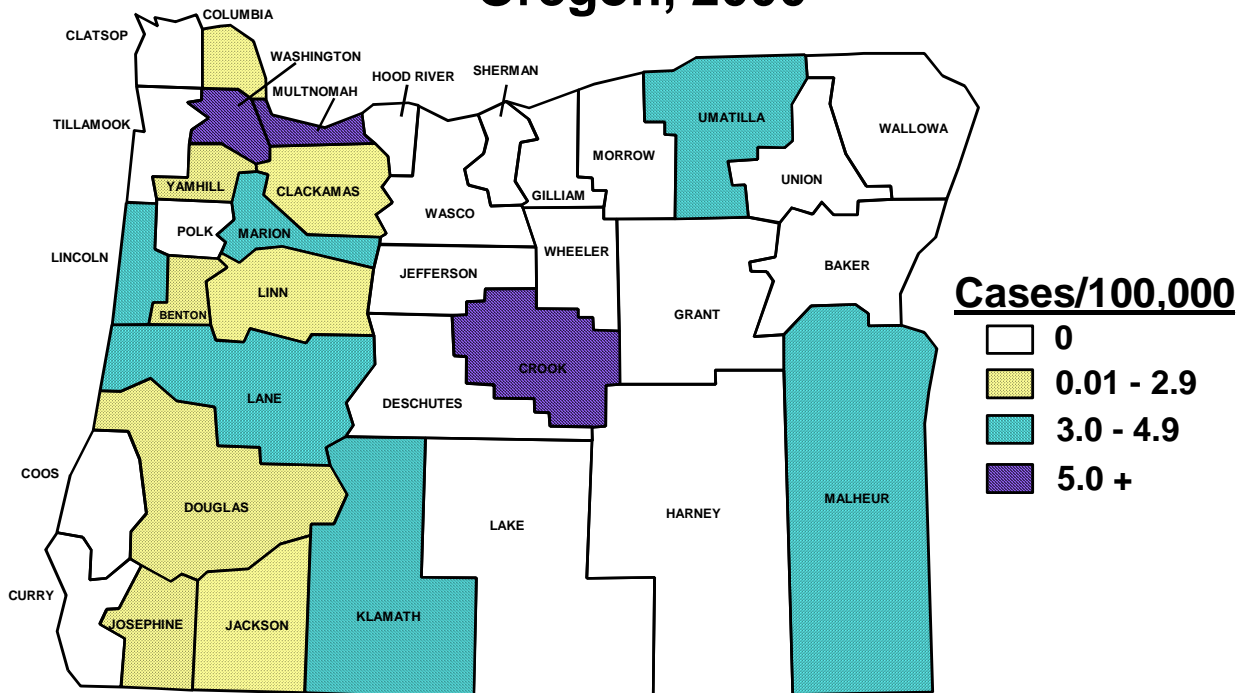 Oregon,
COLUMBIA
CLATSOP
WASHINGTON
HOOD RIVER
SHERMAN
MULTNOMAH
TILLAMOOK
UMATILLA
WALLOWA
MORROW
YAMHILL
CLACKAMAS
UNION
GILLIAM
WASCO
POLK
MARION
WHEELER
LINCOLN
JEFFERSON
BAKER
LINN
BENTON
GRANT
CROOK
LANE
DESCHUTES
COOS
DOUGLAS
LAKE
HARNEY
MALHEUR
CURRY
JOSEPHINE
JACKSON
KLAMATH
Cases/100,000
0
0.01 - 2.9
3.0 - 4.9
5.0 +